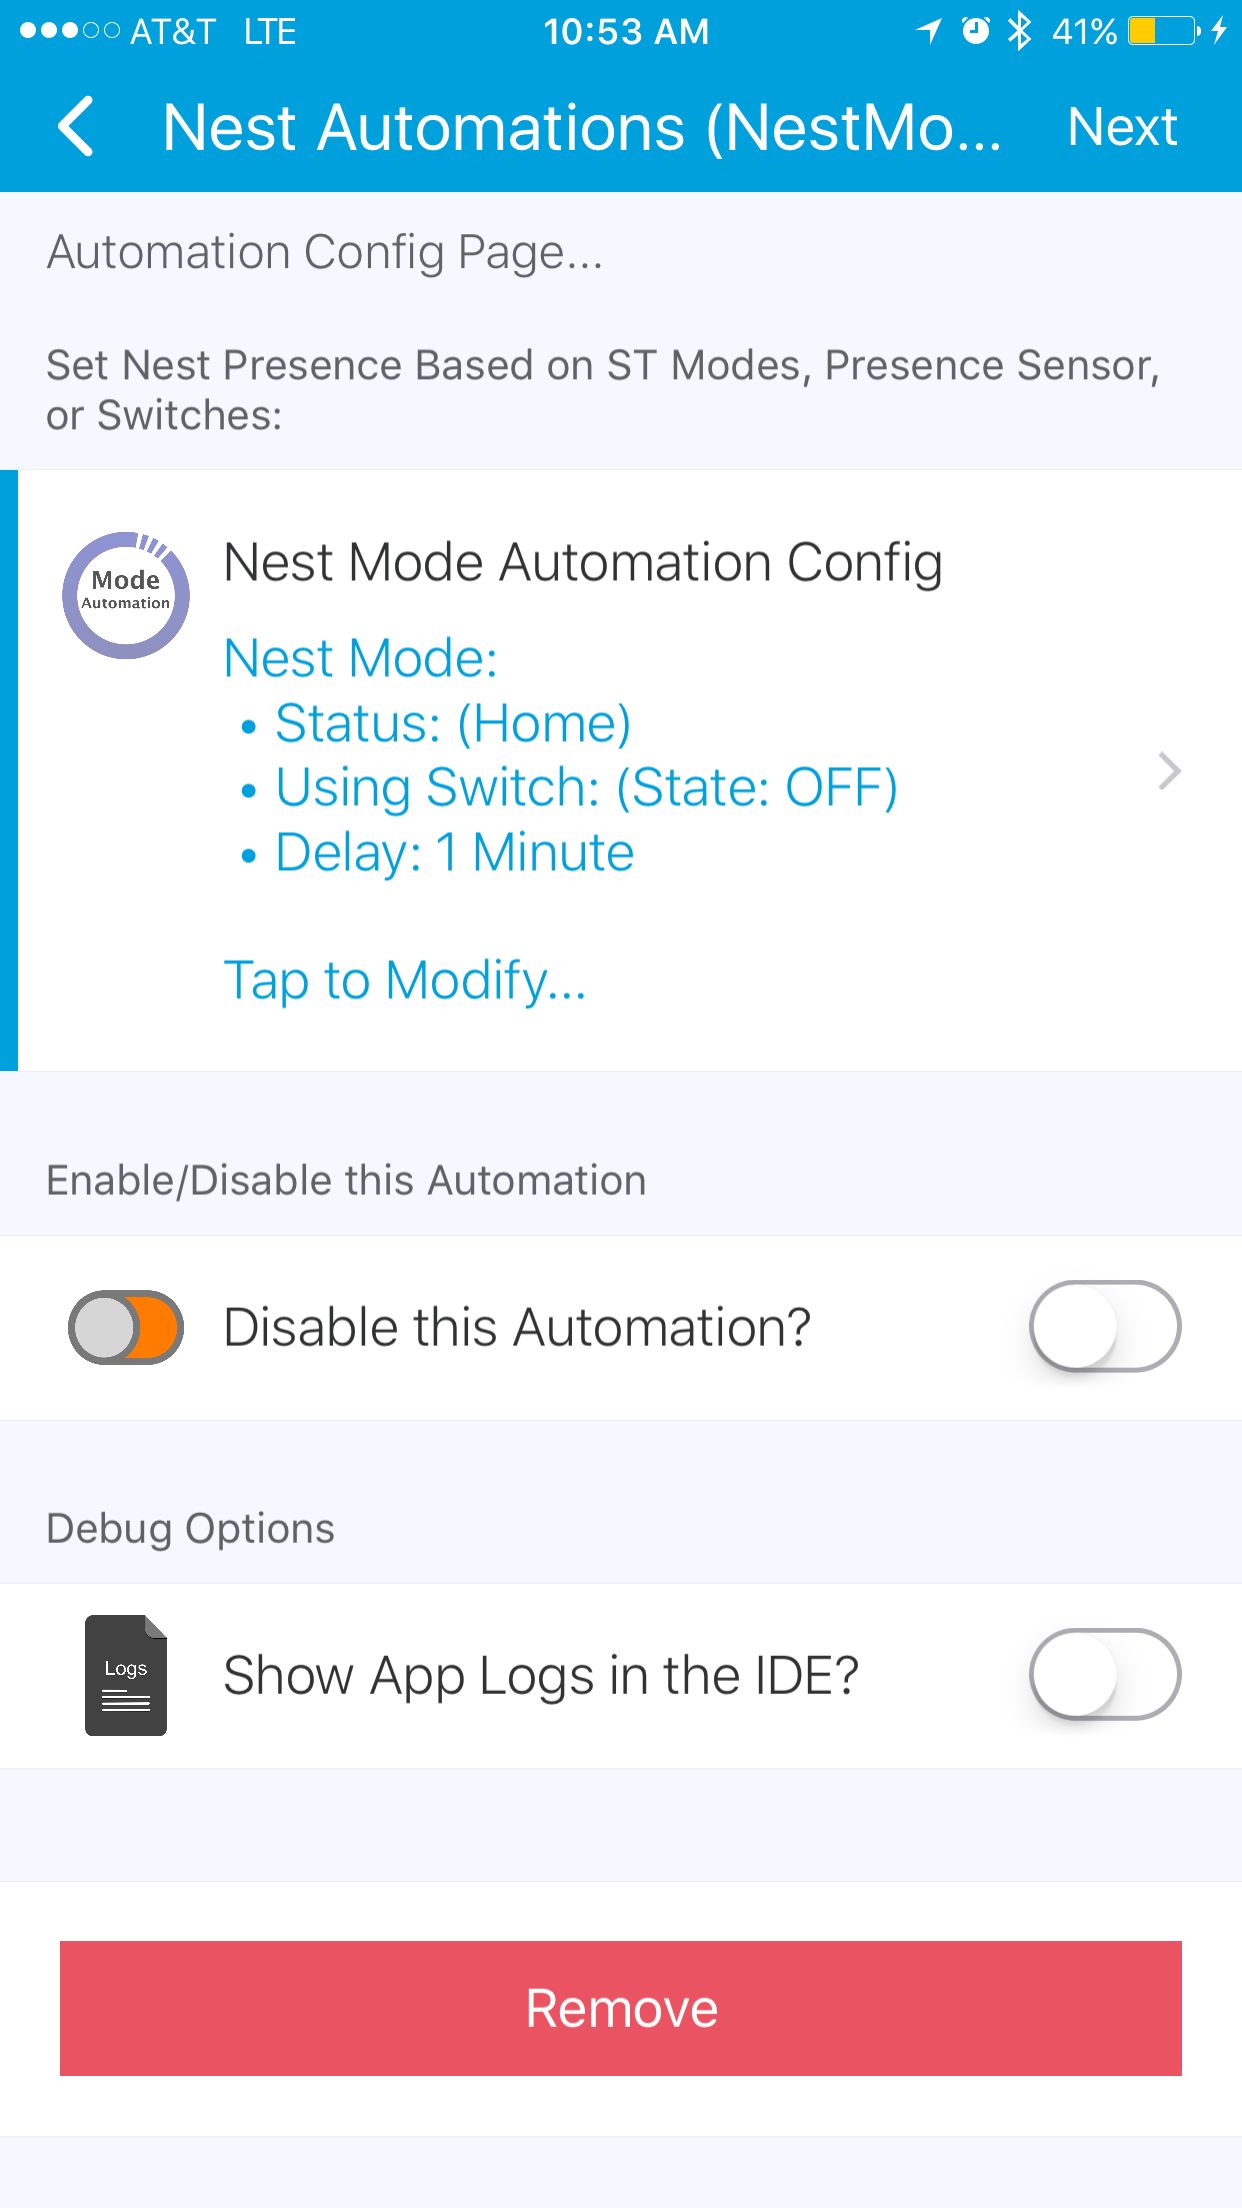 AT&T LTE 10:53 AM 41%
Nest Automations (NestMo... Next
Automation Config Page...
Set Nest Presence Based on ST Modes, Presence Sensor,
or Switches:
Mode
Automation
Nest Mode Automation Config
Nest Mode:
• Status: (Home)
• Using Switch: (State: OFF)
• Delay: 1 Minute
Tap to Modify...
Enable/Disable this Automation
Disable this Automation?
Debug Options
Logs
Show App Logs in the IDE?
Remove